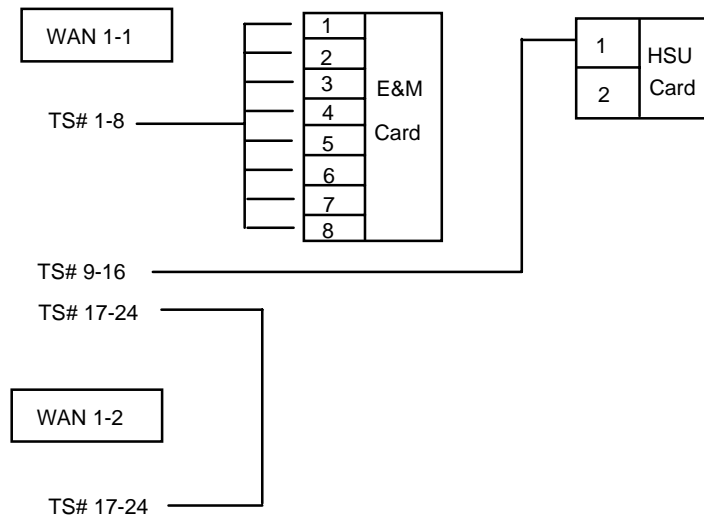 WAN 1-1
TS# 1-8
1
2
3
4
5
6
7
8
E&M
Card
1
2
HSU
Card
TS# 9-16
TS# 17-24
WAN 1-2
TS# 17-24